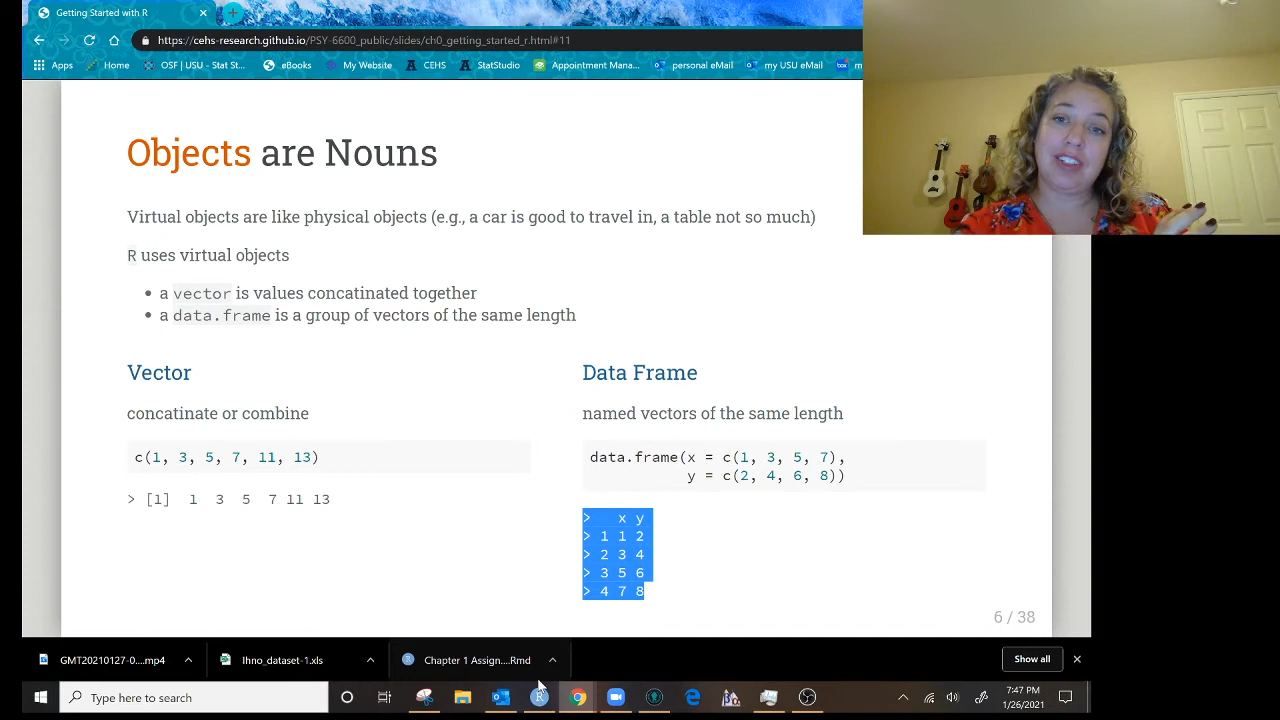 Getting Started with R
https://cehs-research.github.io/PSY-6600_public/slides/ch0_getting_started_r.html#11
Apps Home OSF | USU - Stat St... eBooks My Website CEHS StatStudio Appointment Mana... personal eMail my USU eMail
Objects are Nouns
Virtual objects are like physical objects (e.g., a car is good to travel in, a table not so much)
R uses virtual objects
• a vector is values concatinated together
• a data.frame is a group of vectors of the same length
Vector
concatinate or combine
c(1, 3, 5, 7, 11, 13)
> [1] 1 3 5 7 11 13
Data Frame
named vectors of the same length
data.frame(x = c(1, 3, 5, 7),
y = c(2, 4, 6, 8))
> x y
> 1 1 2
> 2 3 4
> 3 5 6
> 4 7 8
6 / 38
GMT20210127-0....mp4 Ihno_dataset-1.xls Chapter 1 Assign....Rmd Show all
Type here to search
7:47 PM
1/26/2021